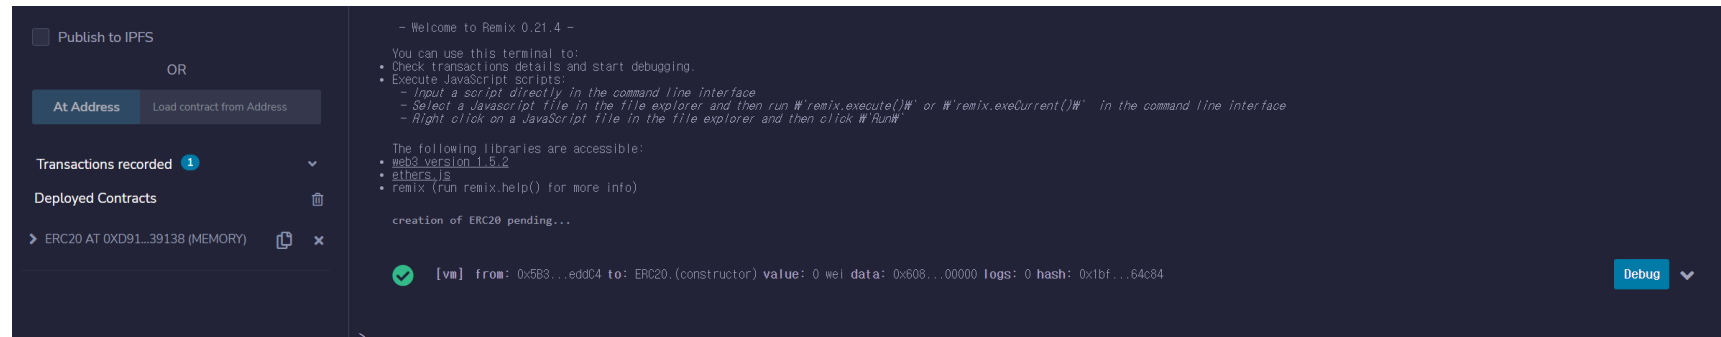 Publish to IPFS
OR
At Address Load contract from Address
Transactions recorded 1
Deployed Contracts
ERC20 AT 0XD91...39138 (MEMORY)
- Welcome to Remix 0.21.4 -
You can use this terminal to:
• Check transactions details and start debugging.
• Execute JavaScript scripts:
- Input a script directly in the command line interface
- Select a Javascript file in the file explorer and then run ₩`remix.execute()₩` or ₩`remix.exeCurrent()₩` in the command line interface
- Right click on a JavaScript file in the file explorer and then click ₩`Run₩`
The following libraries are accessible:
• web3 version 1.5.2
• ethers.js
• remix (run remix.help() for more info)
creation of ERC20 pending...
[vm] from: 0x5B3...eddC4 to: ERC20.(constructor) value: 0 wei data: 0x608...00000 logs: 0 hash: 0x1bf...64c84
Debug
>